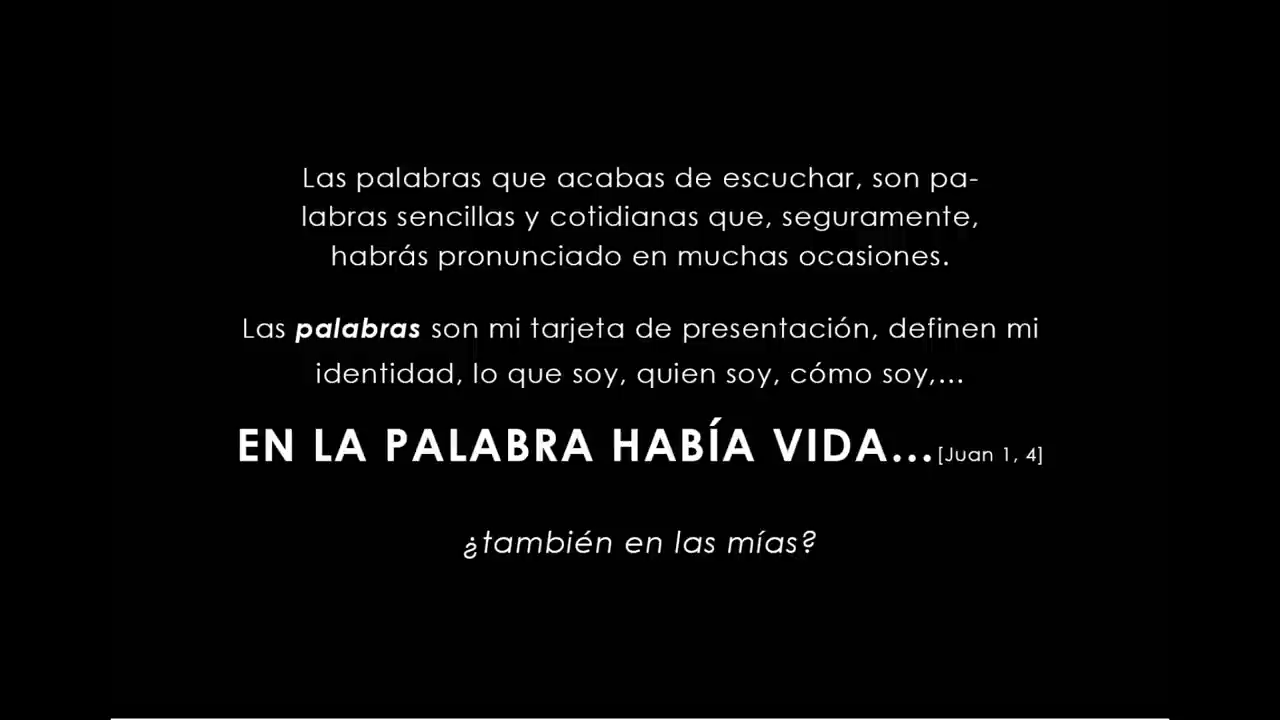 Las palabras que acabas de escuchar, son pa-
labras sencillas y cotidianas que, seguramente,
habrás pronunciado en muchas ocasiones.
Las palabras son mi tarjeta de presentación, definen mi
identidad, lo que soy, quien soy, cómo soy,...
EN LA PALABRA HABÍA VIDA...[Juan 1, 4]
¿también en las mías?